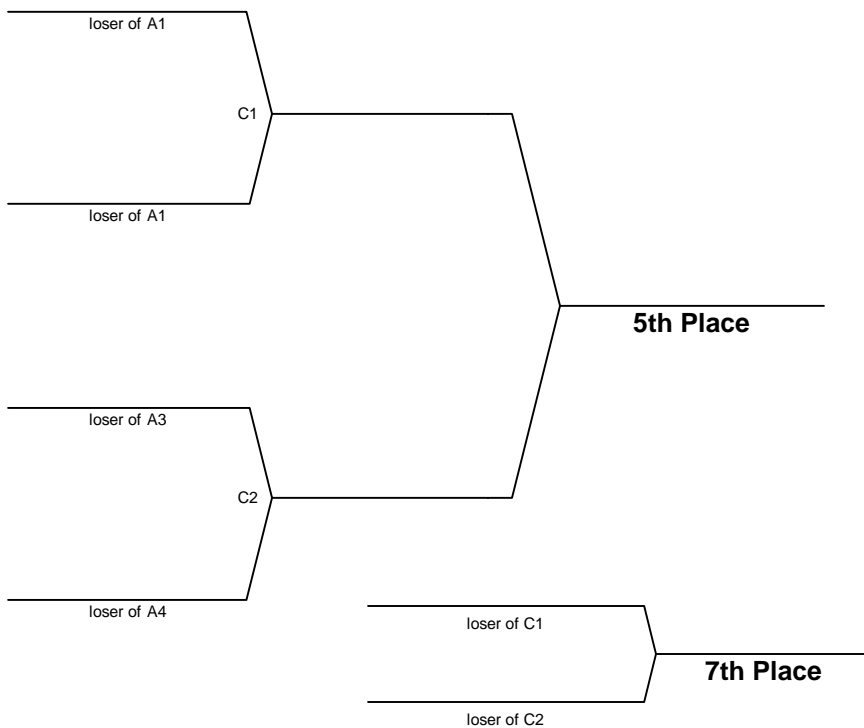 loser of A1
C1
loser of A1
5th Place
loser of A3
C2
loser of A4
loser of C1
7th Place
loser of C2